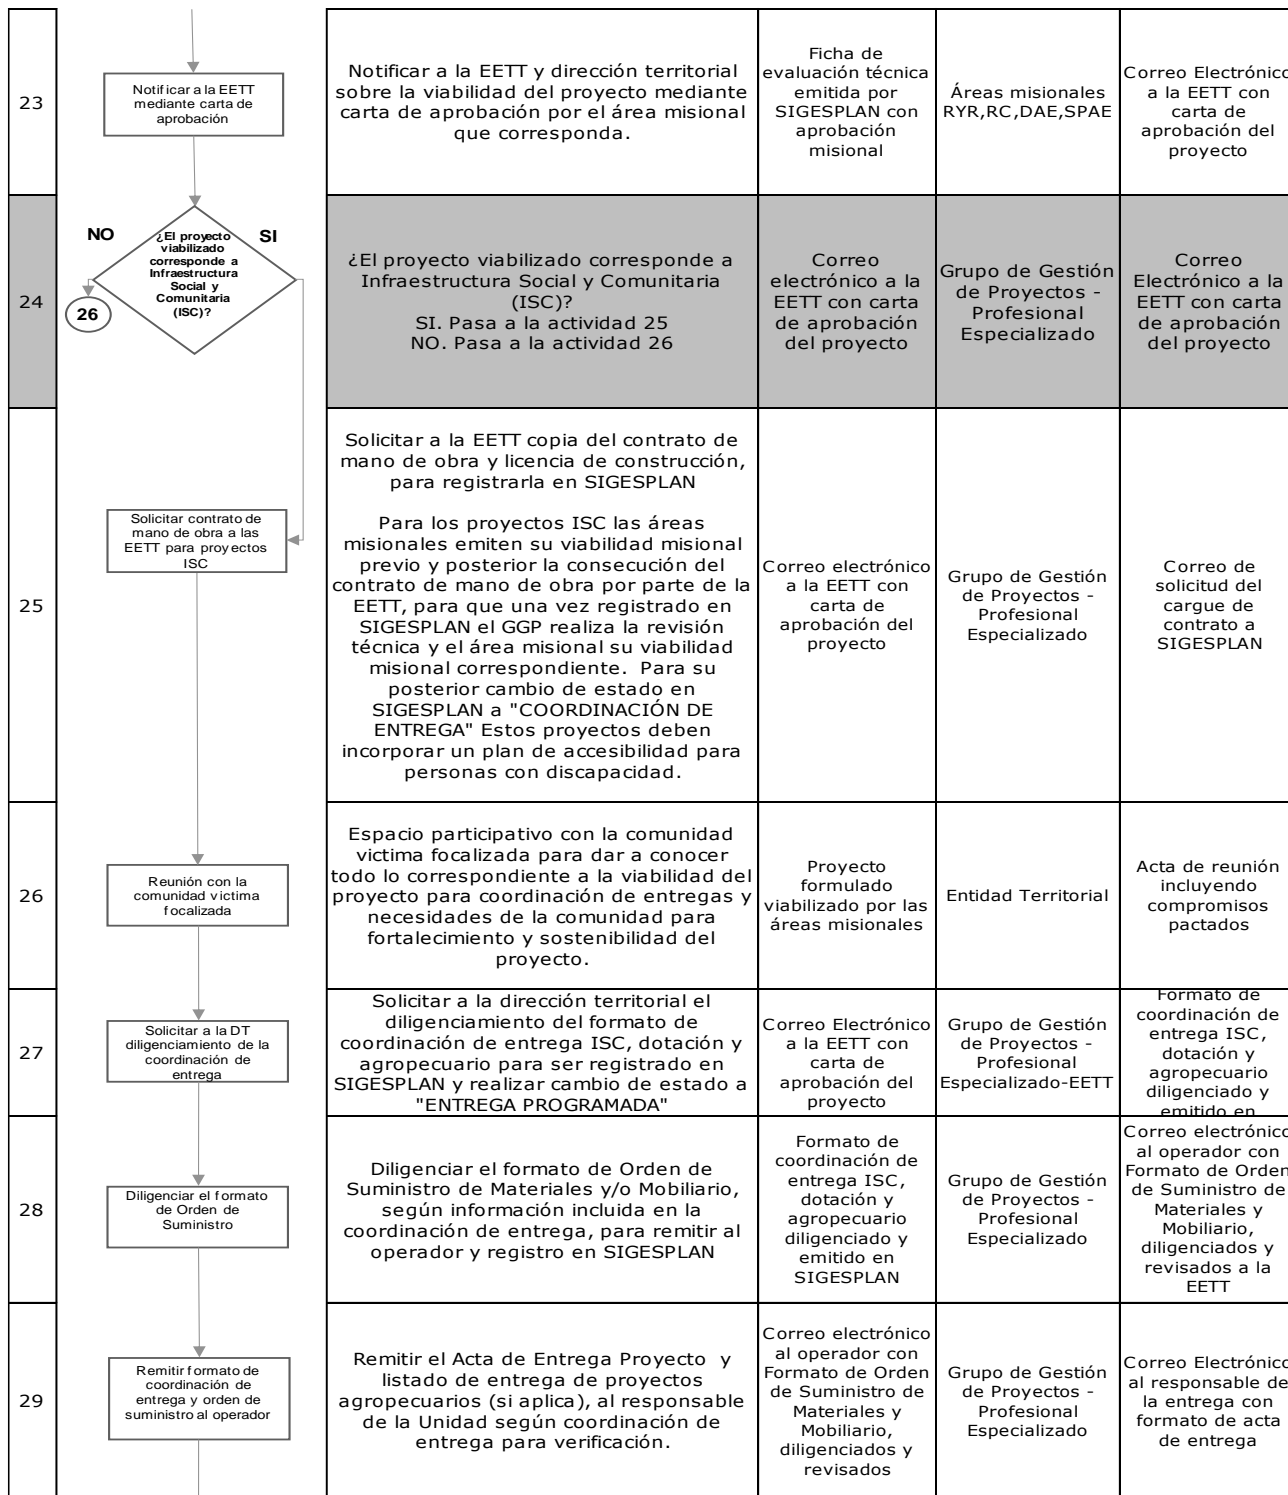 23
Notificar a la EETT
mediante carta de
aprobación
Notificar a la EETT y dirección territorial
sobre la viabilidad del proyecto mediante
carta de aprobación por el área misional
que corresponda.
Ficha de
evaluación técnica
emitida por
SIGESPLAN con
aprobación
misional
Áreas misionales
RYR,RC,DAE,SPAE
Correo Electrónico
a la EETT con
carta de
aprobación del
proyecto
24
NO
SI
¿El proyecto
viabilizado
corresponde a
Infraestructura
Social y
Comunitaria
(ISC)?
26
¿El proyecto viabilizado corresponde a
Infraestructura Social y Comunitaria
(ISC)?
SI. Pasa a la actividad 25
NO. Pasa a la actividad 26
Correo
electrónico a la
EETT con carta
de aprobación
del proyecto
Grupo de Gestión
de Proyectos -
Profesional
Especializado
Correo
Electrónico a la
EETT con carta
de aprobación
del proyecto
25
Solicitar contrato de
mano de obra a las
EETT para proyectos
ISC
Solicitar a la EETT copia del contrato de
mano de obra y licencia de construcción,
para registrarla en SIGESPLAN
Para los proyectos ISC las áreas
misionales emiten su viabilidad misional
previo y posterior la consecución del
contrato de mano de obra por parte de la
EETT, para que una vez registrado en
SIGESPLAN el GGP realiza la revisión
técnica y el área misional su viabilidad
misional correspondiente.  Para su
posterior cambio de estado en
SIGESPLAN a "COORDINACIÓN DE
ENTREGA" Estos proyectos deben
incorporar un plan de accesibilidad para
personas con discapacidad.
Correo electrónico
a la EETT con
carta de
aprobación del
proyecto
Grupo de Gestión
de Proyectos -
Profesional
Especializado
Correo de
solicitud del
cargue de
contrato a
SIGESPLAN
26
Reunión con la
comunidad victima
focalizada
Espacio participativo con la comunidad
victima focalizada para dar a conocer
todo lo correspondiente a la viabilidad del
proyecto para coordinación de entregas y
necesidades de la comunidad para
fortalecimiento y sostenibilidad del
proyecto.
Proyecto
formulado
viabilizado por las
áreas misionales
Entidad Territorial
Acta de reunión
incluyendo
compromisos
pactados
27
Solicitar a la DT
diligenciamiento de la
coordinación de
entrega
Solicitar a la dirección territorial el
diligenciamiento del formato de
coordinación de entrega ISC, dotación y
agropecuario para ser registrado en
SIGESPLAN y realizar cambio de estado a
"ENTREGA PROGRAMADA"
Correo Electrónico
a la EETT con
carta de
aprobación del
proyecto
Grupo de Gestión
de Proyectos -
Profesional
Especializado-EETT
Formato de
coordinación de
entrega ISC,
dotación y
agropecuario
diligenciado y
emitido en
28
Diligenciar el formato
de Orden de
Suministro
Diligenciar el formato de Orden de
Suministro de Materiales y/o Mobiliario,
según información incluida en la
coordinación de entrega, para remitir al
operador y registro en SIGESPLAN
Formato de
coordinación de
entrega ISC,
dotación y
agropecuario
diligenciado y
emitido en
SIGESPLAN
Grupo de Gestión
de Proyectos -
Profesional
Especializado
Correo electrónico
al operador con
Formato de Orden
de Suministro de
Materiales y
Mobiliario,
diligenciados y
revisados a la
EETT
29
Remitir formato de
coordinación de
entrega y orden de
suministro al operador
Remitir el Acta de Entrega Proyecto  y
listado de entrega de proyectos
agropecuarios (si aplica), al responsable
de la Unidad según coordinación de
entrega para verificación.
Correo electrónico
al operador con
Formato de Orden
de Suministro de
Materiales y
Mobiliario,
diligenciados y
revisados
Grupo de Gestión
de Proyectos -
Profesional
Especializado
Correo Electrónico
al responsable de
la entrega con
formato de acta
de entrega